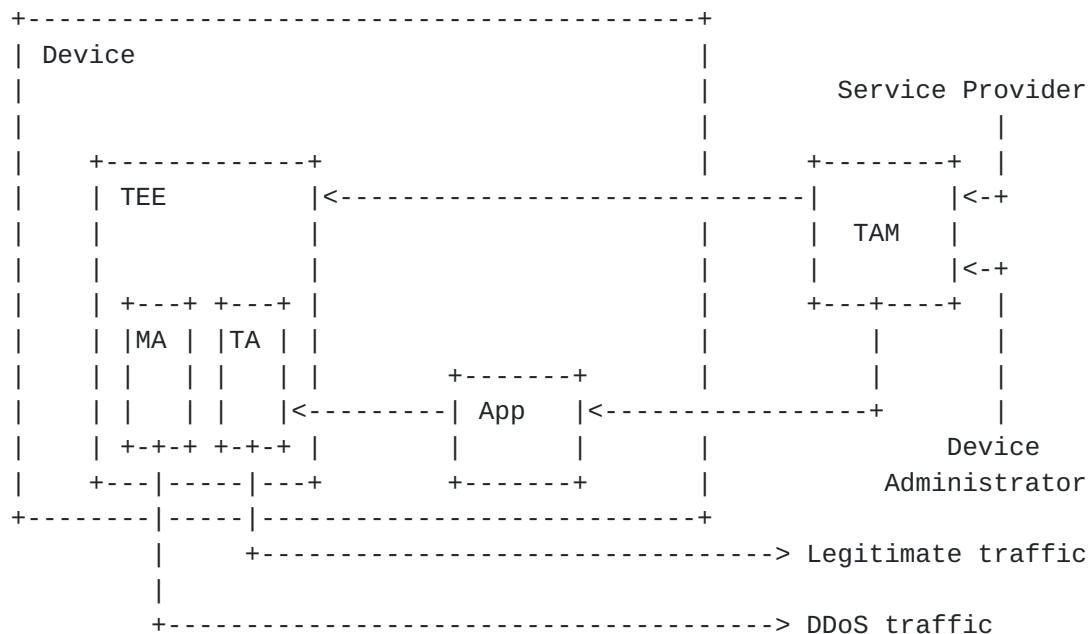 Device
Service Provider
TEE
TAM
MA TA
App
Device
Administrator
Legitimate traffic
DDoS traffic